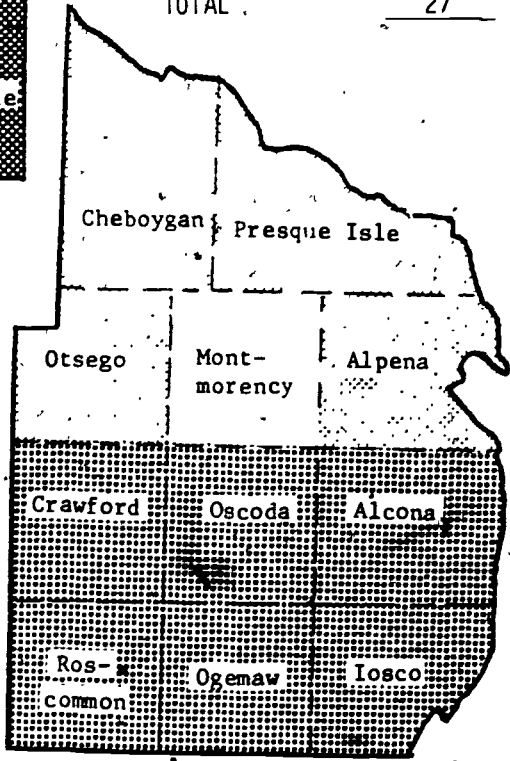 TOTAL 27
e
Cheboygan Presque Isle
Otsego
Mont-
morency
Alpena
Crawford Oscoda Alcona
Ros-
common
Ogemaw Iosco